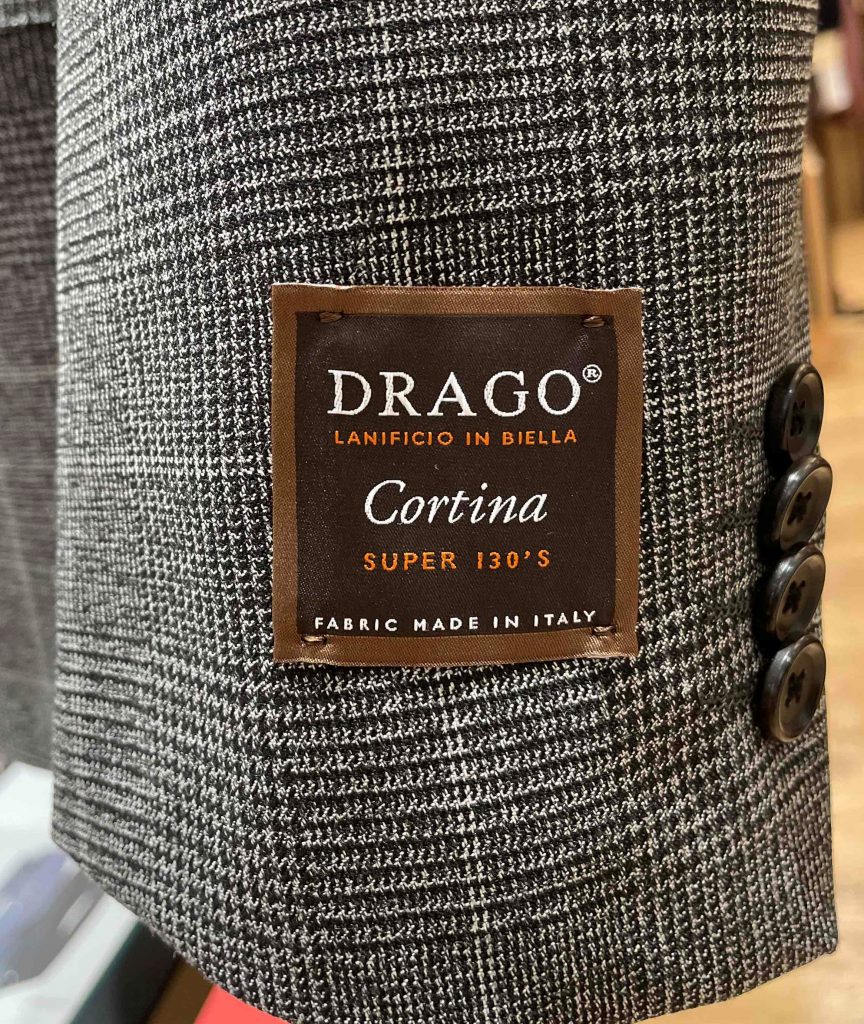 DRAGO®
LANIFICIO IN BIELLA
Cortina
SUPER 130'S
FABRIC MADE IN ITALY